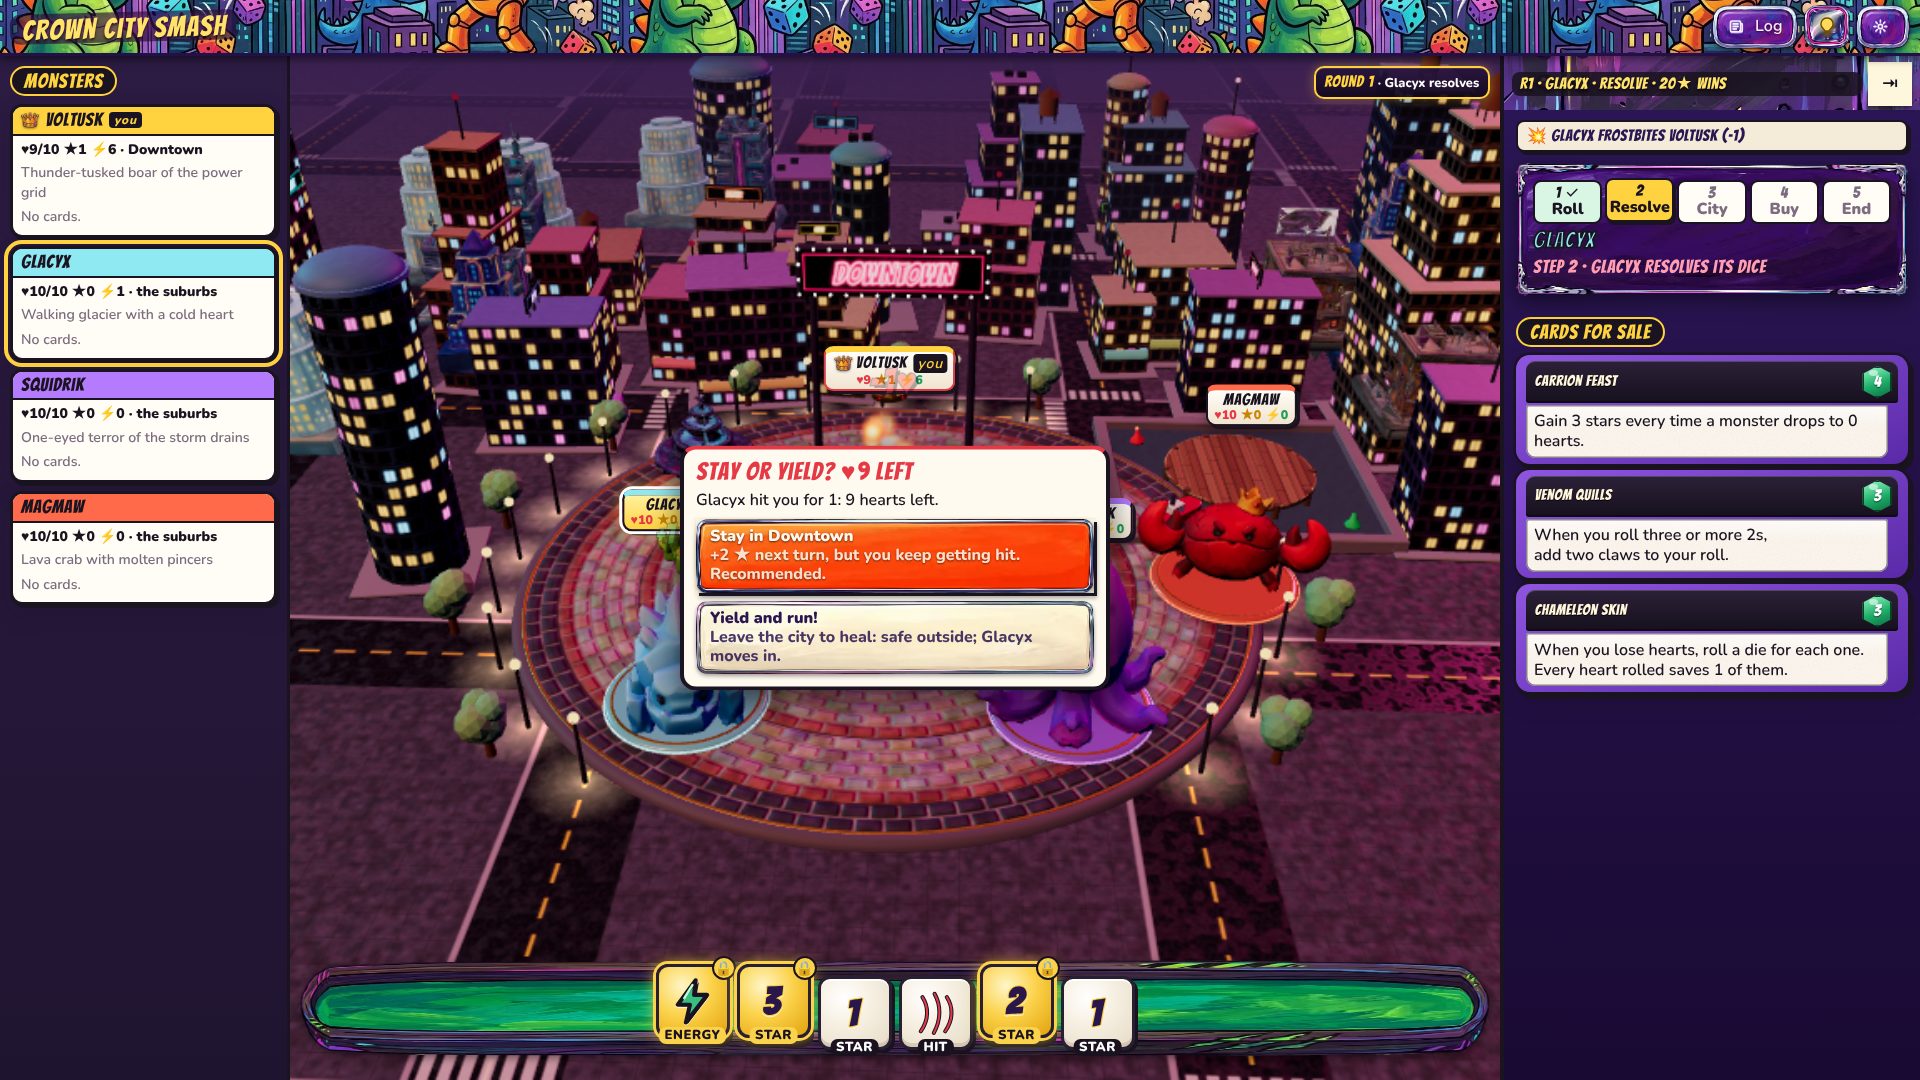 CROWN CITY SMASH
Log
MONSTERS
VOLTUSK you
♥9/10 ★1 ⚡6 · Downtown
Thunder-tusked boar of the power
grid
No cards.
GLACYX
♥10/10 ★0 ⚡1 · the suburbs
Walking glacier with a cold heart
No cards.
SQUIDRIK
♥10/10 ★0 ⚡0 · the suburbs
One-eyed terror of the storm drains
No cards.
MAGMAW
♥10/10 ★0 ⚡0 · the suburbs
Lava crab with molten pincers
No cards.
ROUND 1 · Glacyx resolves
DOWNTOWN
VOLTUSK you
♥9 ★1 ⚡6
MAGMAW
♥10 ★0 ⚡0
GLACY
♥10 ★0
STAY OR YIELD? ♥9 LEFT
Glacyx hit you for 1: 9 hearts left.
Stay in Downtown
+2 ★ next turn, but you keep getting hit.
Recommended.
Yield and run!
Leave the city to heal: safe outside; Glacyx
moves in.
ENERGY
3
STAR
1
STAR
HIT
2
STAR
1
STAR
R1 · GLACYX · RESOLVE · 20★ WINS
GLACYX FROSTBITES VOLTUSK (-1)
1 ✓
Roll
2
Resolve
3
City
4
Buy
5
End
GLACYX
STEP 2 · GLACYX RESOLVES ITS DICE
CARDS FOR SALE
CARRION FEAST
4
Gain 3 stars every time a monster drops to 0
hearts.
VENOM QUILLS
3
When you roll three or more 2s,
add two claws to your roll.
CHAMELEON SKIN
3
When you lose hearts, roll a die for each one.
Every heart rolled saves 1 of them.